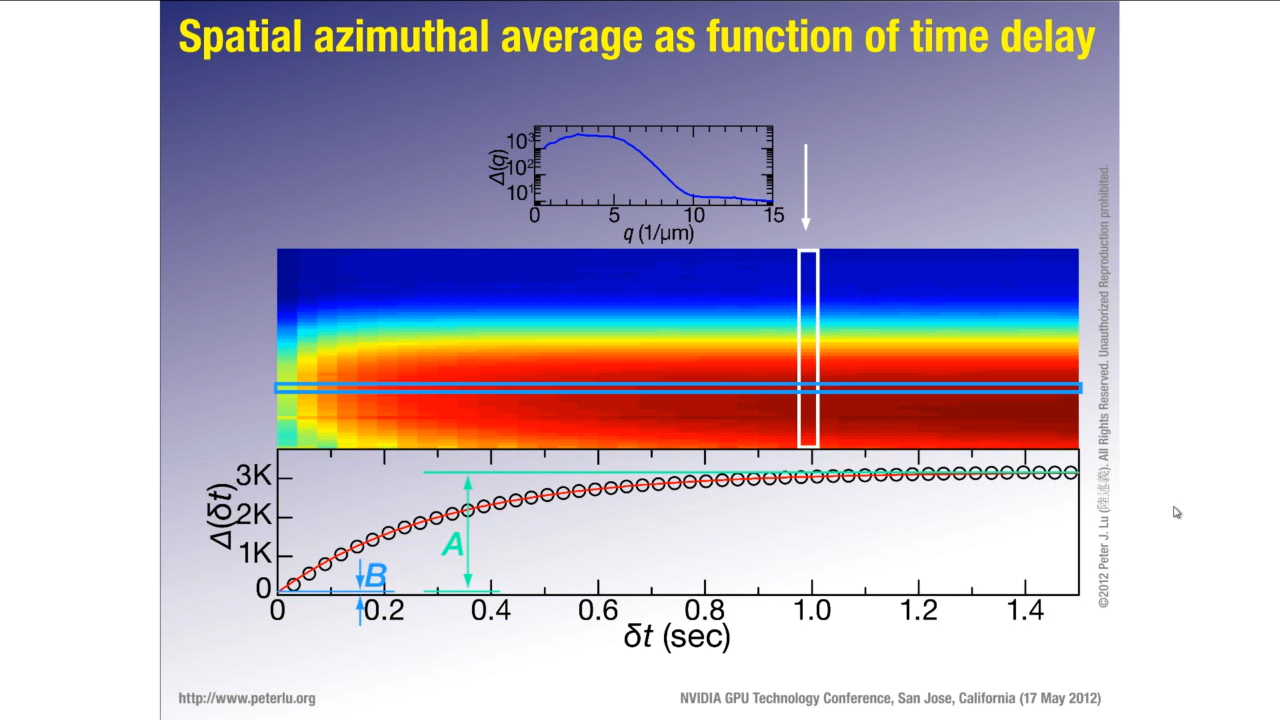 Spatial azimuthal average as function of time delay
Δ(q)
10³
10²
10¹
0 5 10 15
q (1/μm)
Δ(δt)
3K
2K
1K
0
A
B
0 0.2 0.4 0.6 0.8 1.0 1.2 1.4
δt (sec)
©2012 Peter J. Lu (陸述義). All Rights Reserved. Unauthorized Reproduction prohibited.
http://www.peterlu.org
NVIDIA GPU Technology Conference, San Jose, California (17 May 2012)